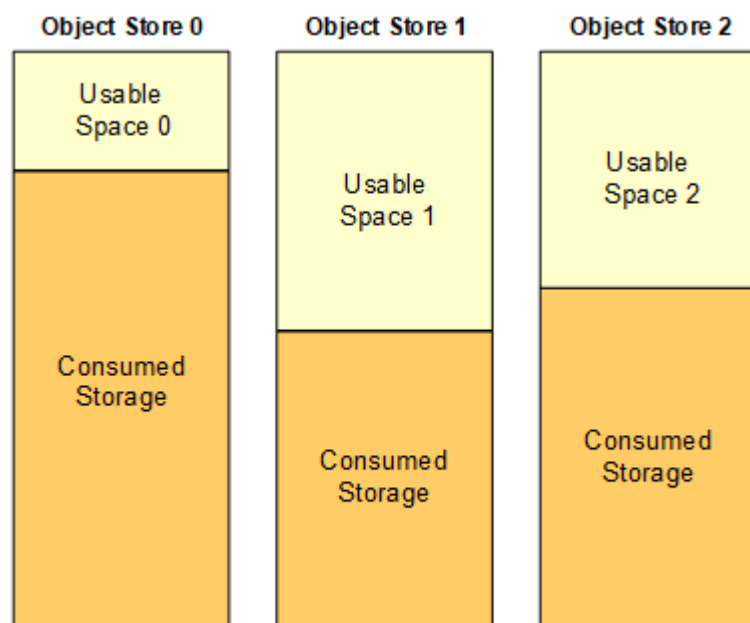 Object Store 0
Object Store 1
Object Store 2
Usable
Space 0
Usable
Space 1
Usable
Space 2
Consumed
Storage
Consumed
Storage
Consumed
Storage